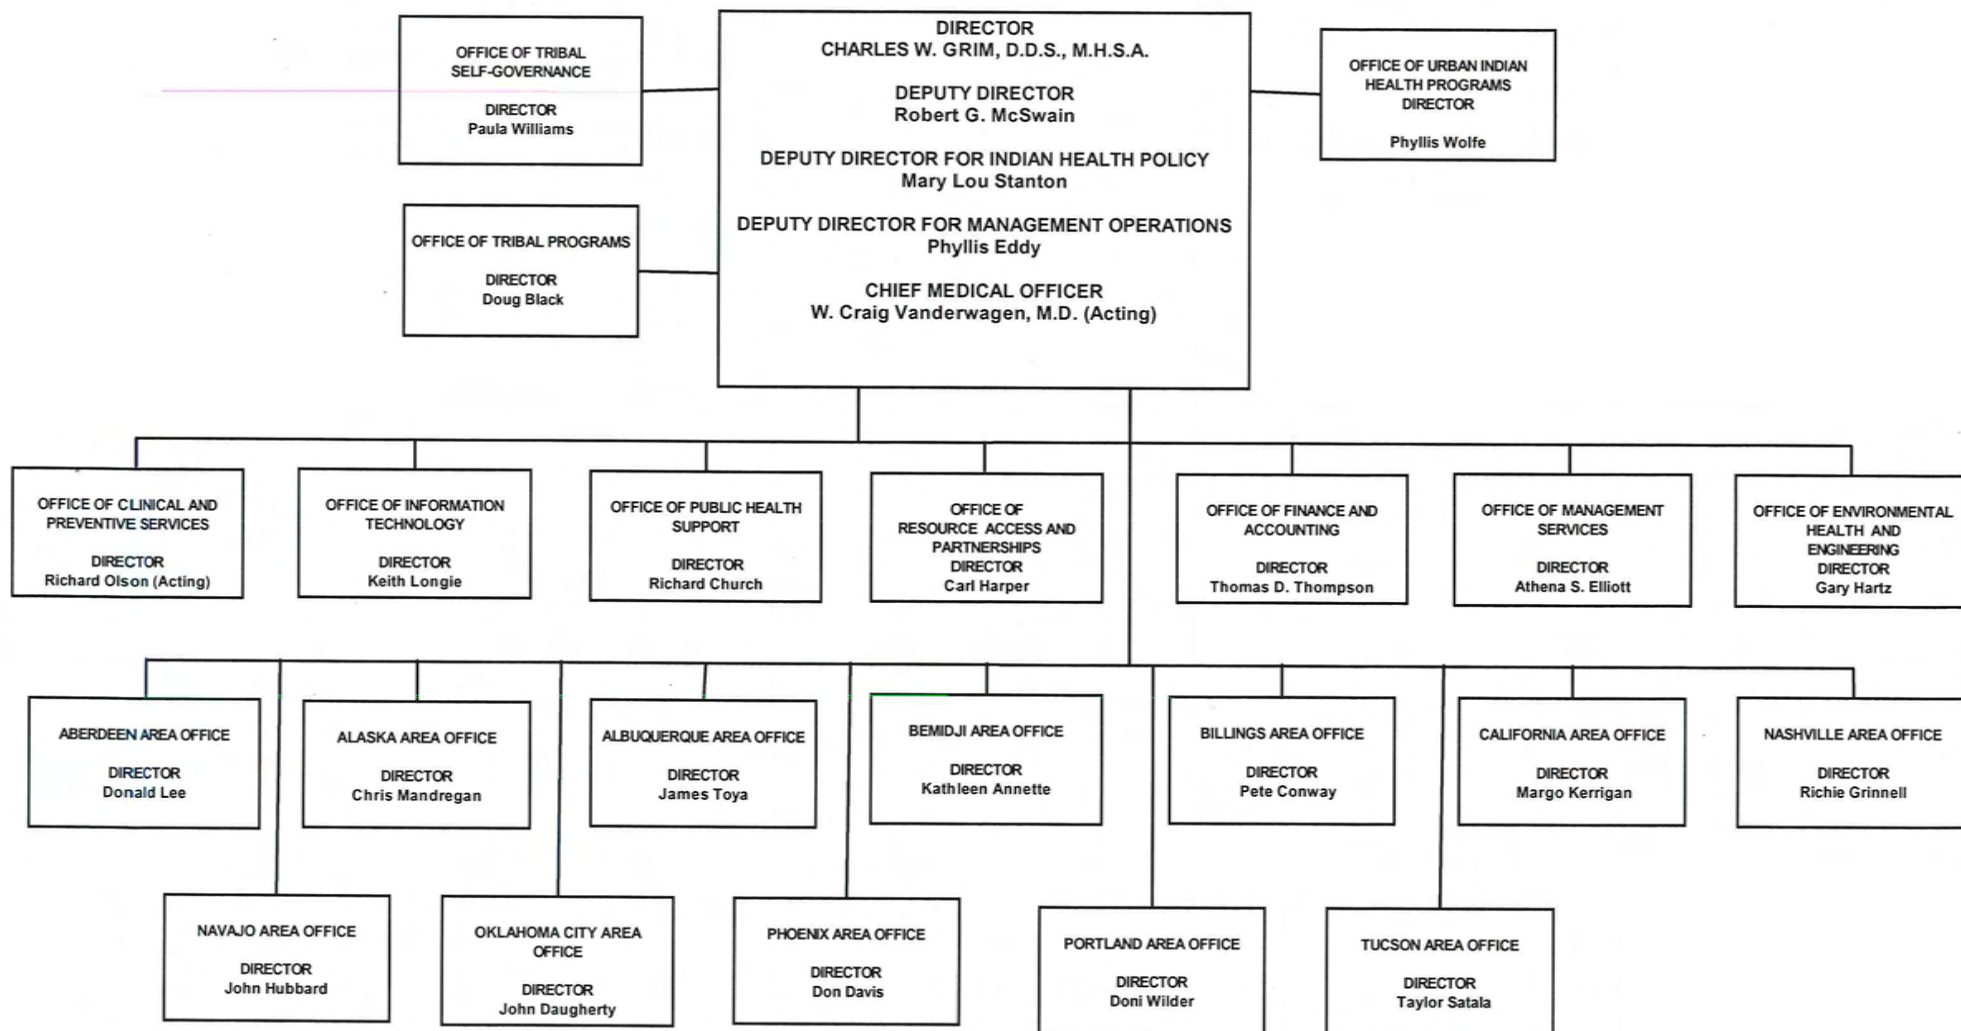 OFFICE OF TRIBAL
SELF-GOVERNANCE
DIRECTOR
Paula Williams
DIRECTOR
CHARLES W. GRIM, D.D.S., M.H.S.A.
DEPUTY DIRECTOR
Robert G. McSwain
DEPUTY DIRECTOR FOR INDIAN HEALTH POLICY
Mary Lou Stanton
DEPUTY DIRECTOR FOR MANAGEMENT OPERATIONS
Phyllis Eddy
CHIEF MEDICAL OFFICER
W. Craig Vanderwagen, M.D. (Acting)
OFFICE OF URBAN INDIAN
HEALTH PROGRAMS
DIRECTOR
Phyllis Wolfe
OFFICE OF TRIBAL PROGRAMS
DIRECTOR
Doug Black
OFFICE OF CLINICAL AND
PREVENTIVE SERVICES
DIRECTOR
Richard Olson (Acting)
OFFICE OF INFORMATION
TECHNOLOGY
DIRECTOR
Keith Longie
OFFICE OF PUBLIC HEALTH
SUPPORT
DIRECTOR
Richard Church
OFFICE OF
RESOURCE ACCESS AND
PARTNERSHIPS
DIRECTOR
Carl Harper
OFFICE OF FINANCE AND
ACCOUNTING
DIRECTOR
Thomas D. Thompson
OFFICE OF MANAGEMENT
SERVICES
DIRECTOR
Athena S. Elliott
OFFICE OF ENVIRONMENTAL
HEALTH AND
ENGINEERING
DIRECTOR
Gary Hartz
ABERDEEN AREA OFFICE
DIRECTOR
Donald Lee
ALASKA AREA OFFICE
DIRECTOR
Chris Mandregan
ALBUQUERQUE AREA OFFICE
DIRECTOR
James Toya
BEMIDJI AREA OFFICE
DIRECTOR
Kathleen Annette
BILLINGS AREA OFFICE
DIRECTOR
Pete Conway
CALIFORNIA AREA OFFICE
DIRECTOR
Margo Kerrigan
NASHVILLE AREA OFFICE
DIRECTOR
Richie Grinnell
NAVAJO AREA OFFICE
DIRECTOR
John Hubbard
OKLAHOMA CITY AREA
OFFICE
DIRECTOR
John Daugherty
PHOENIX AREA OFFICE
DIRECTOR
Don Davis
PORTLAND AREA OFFICE
DIRECTOR
Doni Wilder
TUCSON AREA OFFICE
DIRECTOR
Taylor Satala